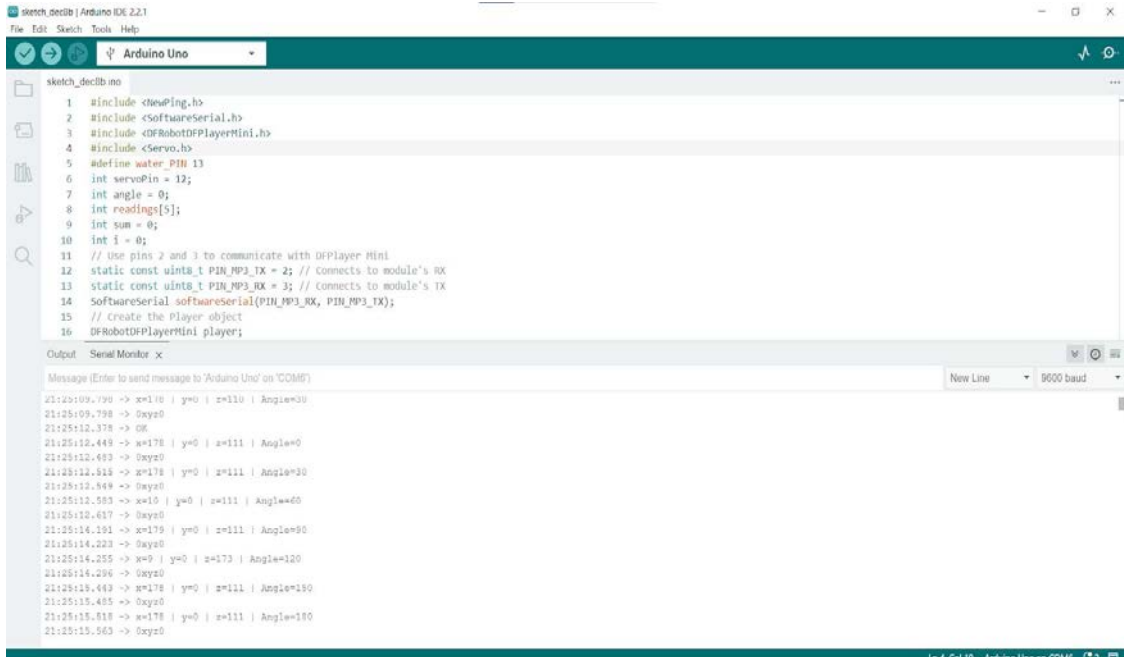 sketch_dec8b | Arduino IDE 2.2.1
File Edit Sketch Tools Help
Arduino Uno
sketch_dec8b.ino
1 #include <NewPing.h>
2 #include <SoftwareSerial.h>
3 #include <DFRobotDFPlayerMini.h>
4 #include <Servo.h>
5 #define water_PIN 13
6 int servoPin = 12;
7 int angle = 0;
8 int readings[5];
9 int sum = 0;
10 int i = 0;
11 // Use pins 2 and 3 to communicate with DFPlayer Mini
12 static const uint8_t PIN_MP3_TX = 2; // Connects to module's RX
13 static const uint8_t PIN_MP3_RX = 3; // Connects to module's TX
14 SoftwareSerial softwareSerial(PIN_MP3_RX, PIN_MP3_TX);
15 // Create the Player object
16 DFRobotDFPlayerMini player;
Output Serial Monitor x
Message (Enter to send message to 'Arduino Uno' on 'COM6')
New Line 9600 baud
21:25:09.798 -> x=178 | y=0 | z=110 | Angle=30
21:25:09.798 -> 0xyz0
21:25:12.378 -> OK
21:25:12.449 -> x=178 | y=0 | z=111 | Angle=0
21:25:12.483 -> 0xyz0
21:25:12.515 -> x=178 | y=0 | z=111 | Angle=30
21:25:12.549 -> 0xyz0
21:25:12.583 -> x=10 | y=0 | z=111 | Angle=60
21:25:12.617 -> 0xyz0
21:25:14.191 -> x=179 | y=0 | z=111 | Angle=90
21:25:14.223 -> 0xyz0
21:25:14.255 -> x=9 | y=0 | z=173 | Angle=120
21:25:14.296 -> 0xyz0
21:25:15.443 -> x=178 | y=0 | z=111 | Angle=150
21:25:15.485 -> 0xyz0
21:25:15.518 -> x=178 | y=0 | z=111 | Angle=180
21:25:15.563 -> 0xyz0